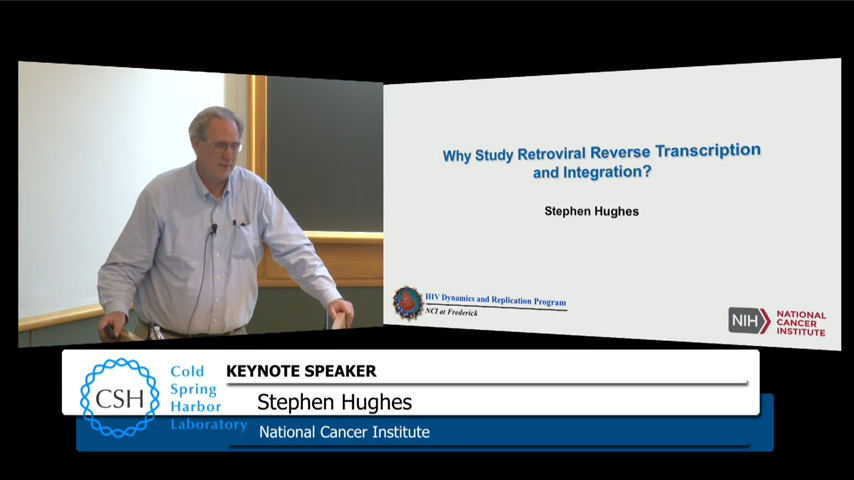 Why Study Retroviral Reverse Transcription
and Integration?
Stephen Hughes
HIV Dynamics and Replication Program
NCI at Frederick
NIH
NATIONAL
CANCER
INSTITUTE
CSH
Cold
Spring
Harbor
Laboratory
KEYNOTE SPEAKER
Stephen Hughes
National Cancer Institute